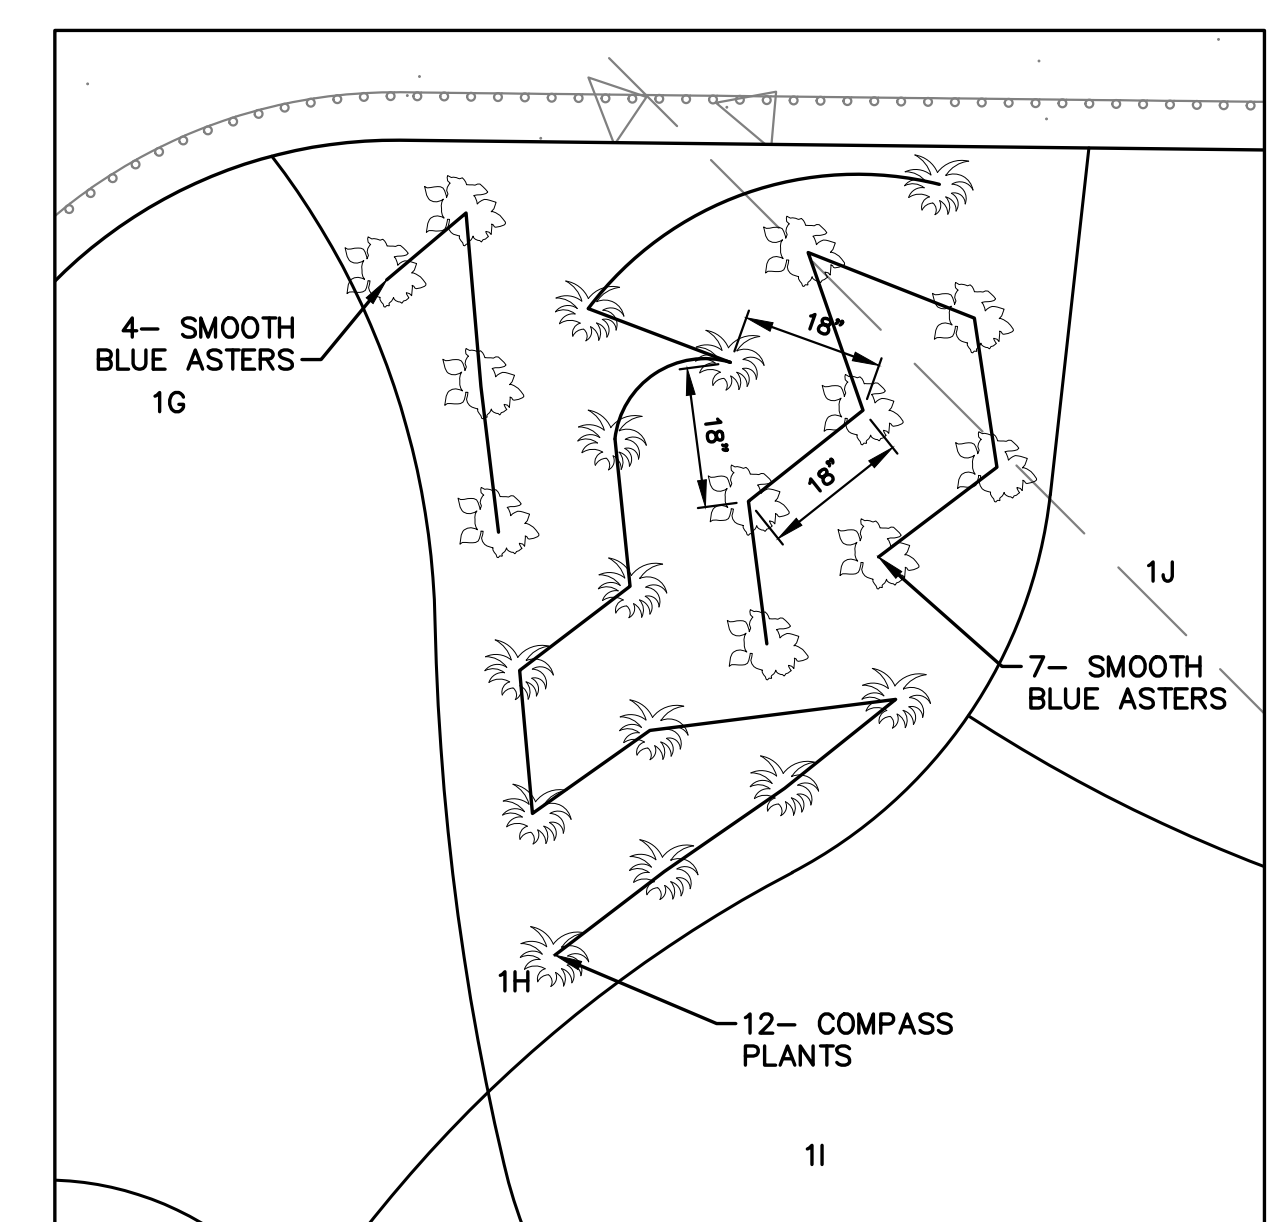 18”
4– SMOOTH
BLUE ASTERS
1G
18”
18”
1J
7– SMOOTH
BLUE ASTERS
1H
12– COMPASS
PLANTS
1I